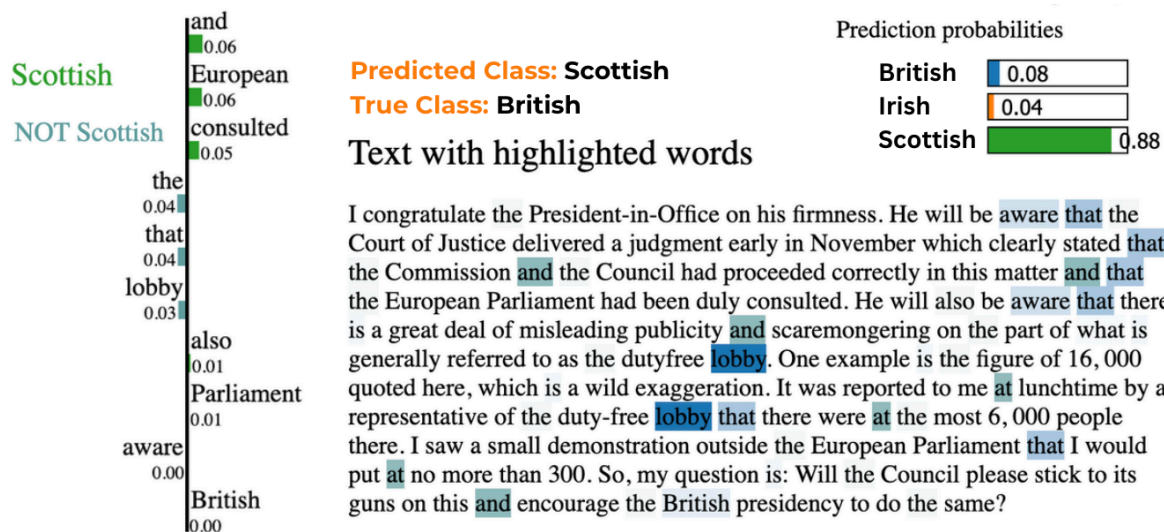 and
0.06
Scottish
European
0.06
NOT Scottish
consulted
0.05
the
0.04
that
0.04
lobby
0.03
also
0.01
Parliament
0.01
aware
0.00
British
0.00
Predicted Class: Scottish
True Class: British
Prediction probabilities
British 0.08
Irish 0.04
Scottish 0.88
Text with highlighted words
I congratulate the President-in-Office on his firmness. He will be aware that the
Court of Justice delivered a judgment early in November which clearly stated that
the Commission and the Council had proceeded correctly in this matter and that
the European Parliament had been duly consulted. He will also be aware that there
is a great deal of misleading publicity and scaremongering on the part of what is
generally referred to as the dutyfree lobby. One example is the figure of 16,000
quoted here, which is a wild exaggeration. It was reported to me at lunchtime by a
representative of the duty-free lobby that there were at the most 6,000 people
there. I saw a small demonstration outside the European Parliament that I would
put at no more than 300. So, my question is: Will the Council please stick to its
guns on this and encourage the British presidency to do the same?